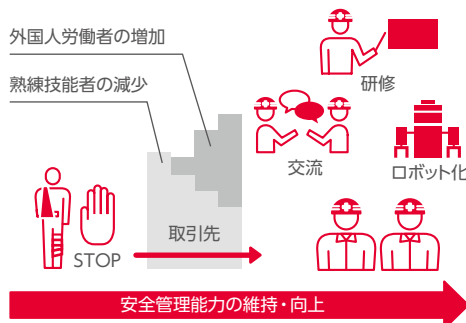 外国人労働者の増加
熟練技能者の減少
研修
交流
ロボット化
取引先
STOP
安全管理能力の維持・向上